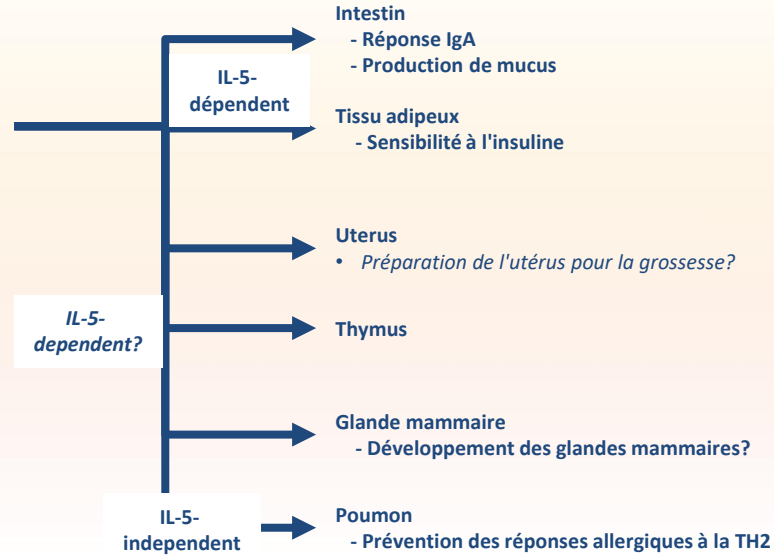 Intestin
- Réponse IgA
- Production de mucus
IL-5-
dépendent
Tissu adipeux
- Sensibilité à l'insuline
Uterus
• Préparation de l'utérus pour la grossesse?
IL-5-
dependent?
Thymus
Glande mammaire
- Développement des glandes mammaires?
IL-5-
independent
Poumon
- Prévention des réponses allergiques à la TH2